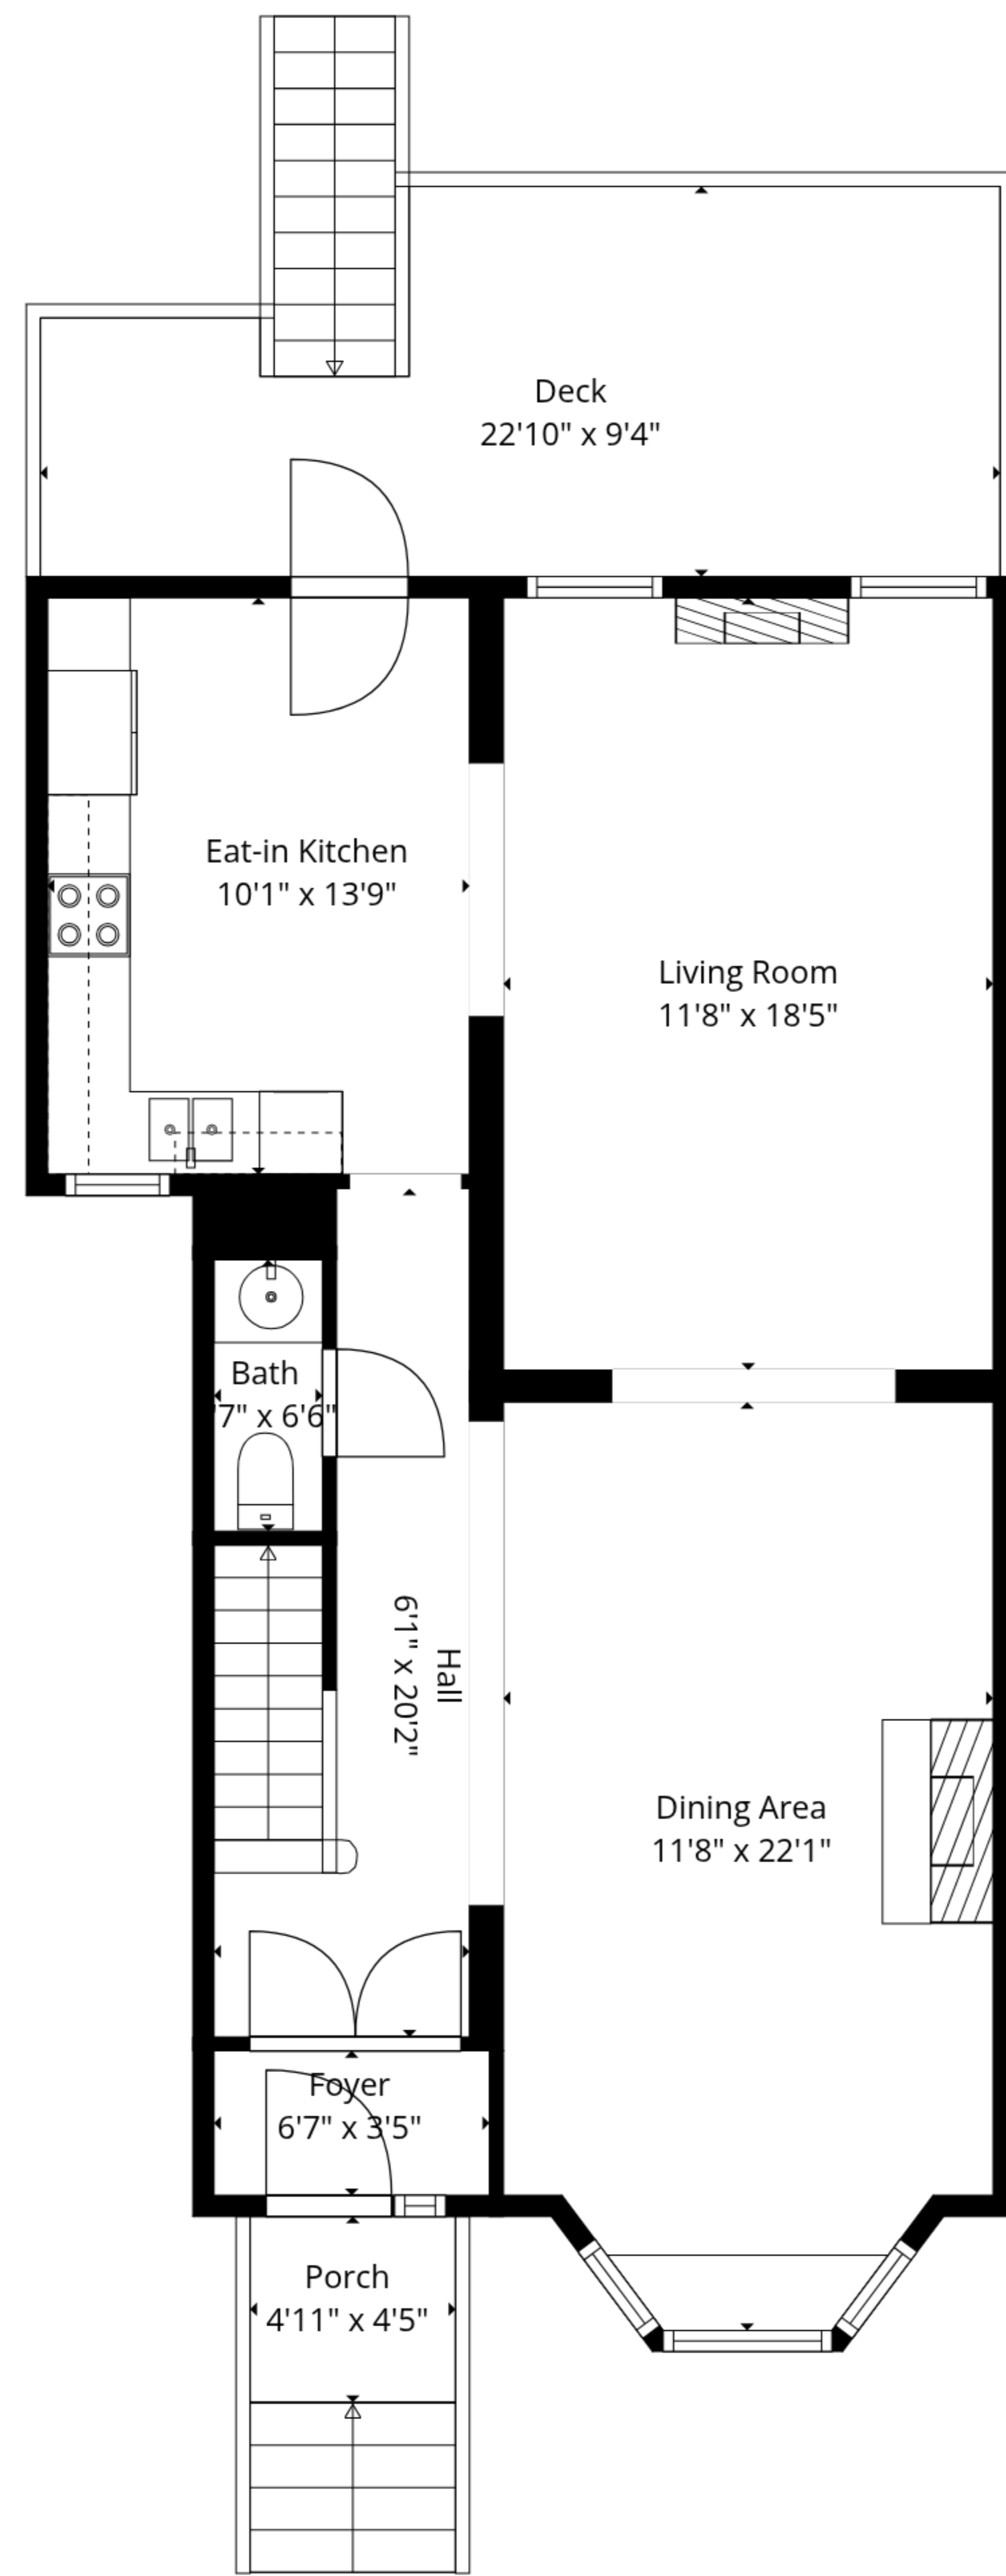 Deck
22'10" x 9'4"
Eat-in Kitchen
10'1" x 13'9"
Living Room
11'8" x 18'5"
Bath
'7" x 6'6"
Hall
6'1" x 20'2"
Dining Area
11'8" x 22'1"
Foyer
6'7" x 3'5"
Porch
4'11" x 4'5"